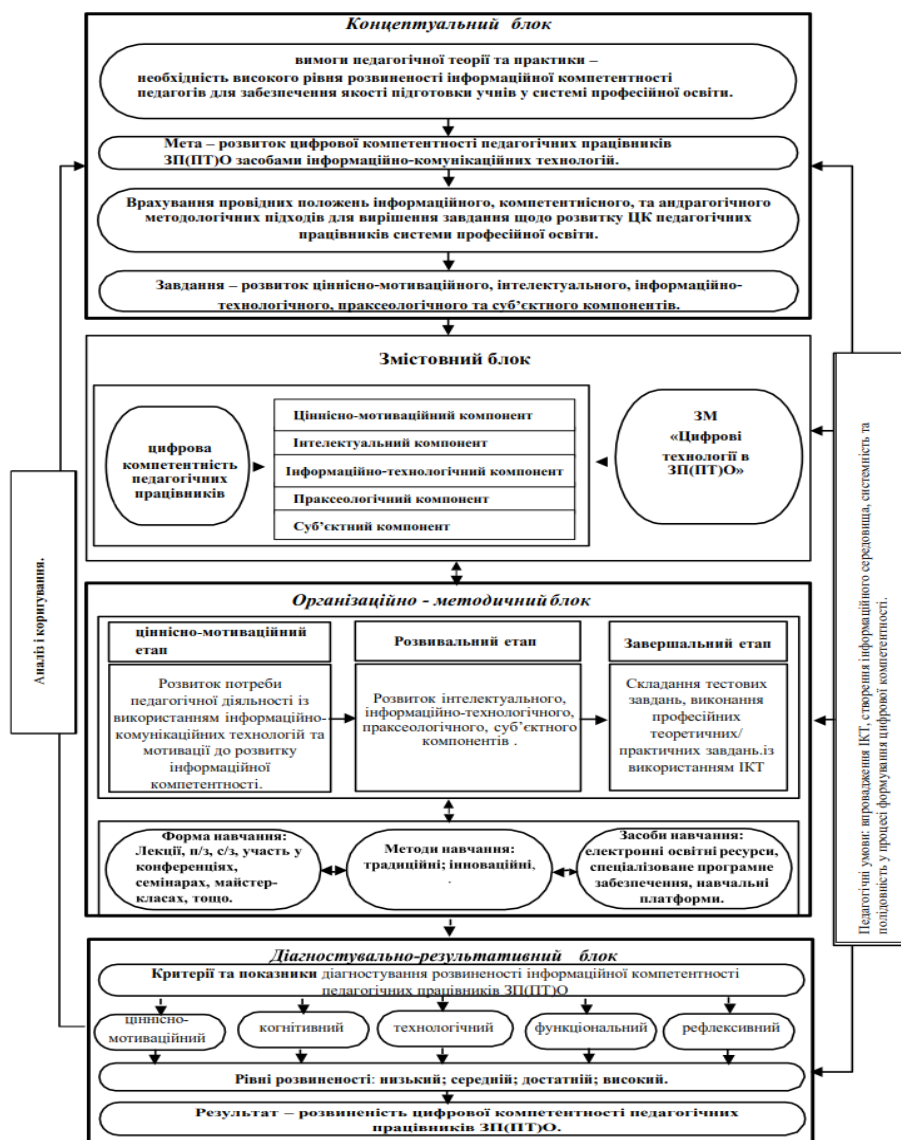 Концептуальний блок
вимоги педагогічної теорії та практики –
необхідність високого рівня розвиненості інформаційної компетентності
педагогів для забезпечення якості підготовки учнів у системі професійної освіти.
Мета – розвиток цифрової компетентності педагогічних працівників
ЗП(ПТ)О засобами інформаційно-комунікаційних технологій.
Врахування провідних положень інформаційного, компетентнісного, та андрагогічного
методологічних підходів для вирішення завдання щодо розвитку ЦК педагогічних
працівників системи професійної освіти.
Завдання – розвиток ціннісно-мотиваційного, інтелектуального, інформаційно-
технологічного, праксеологічного та суб’єктного компонентів.
Змістовний блок
цифрова
компетентність
педагогічних
працівників
Ціннісно-мотиваційний компонент
Інтелектуальний компонент
Інформаційно-технологічний компонент
Праксеологічний компонент
Суб’єктний компонент
ЗМ
«Цифрові
технології в
ЗП(ПТ)О»
Організаційно - методичний блок
ціннісно-мотиваційний
етап
Розвиток потреби
педагогічної діяльності із
використанням інформаційно-
комунікаційних технологій та
мотивації до розвитку
інформаційної
компетентності.
Розвивальний етап
Розвиток інтелектуального,
інформаційно-технологічного,
праксеологічного, суб’єктного
компонентів .
Завершальний етап
Складання тестових
завдань, виконання
професійних
теоретичних/
практичних завдань.із
використанням ІКТ
Форма навчання:
Лекції, п/з, с/з, участь у
конференціях,
семінарах, майстер-
класах, тощо.
Методи навчання:
традиційні; інноваційні,
.
Засоби навчання:
електронні освітні ресурси,
спеціалізоване програмне
забезпечення, навчальні
платформи.
Діагностувально-результативний блок
Критерії та показники діагностування розвиненості інформаційної компетентності
педагогічних працівників ЗП(ПТ)О
ціннісно-
мотиваційний
когнітивний
технологічний
функціональний
рефлексивний
Рівні розвиненості: низький; середній; достатній; високий.
Результат – розвиненість цифрової компетентності педагогічних
працівників ЗП(ПТ)О.
Аналіз і коригування.
Педагогічні умови: впровадження ІКТ, створення інформаційного середовища, системність та
полідовність у процесі формування цифрової компетентності.